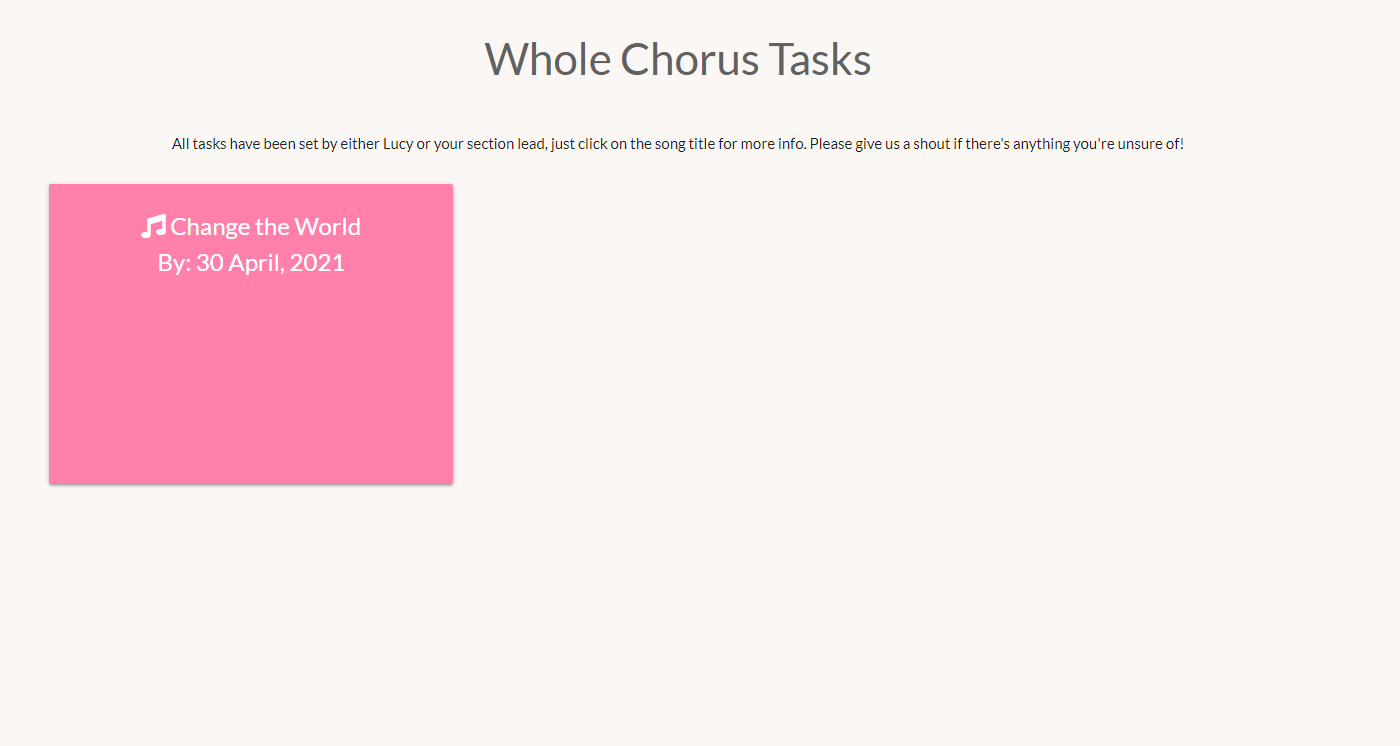 Whole Chorus Tasks
All tasks have been set by either Lucy or your section lead, just click on the song title for more info. Please give us a shout if there's anything you're unsure of!
Change the World
By: 30 April, 2021